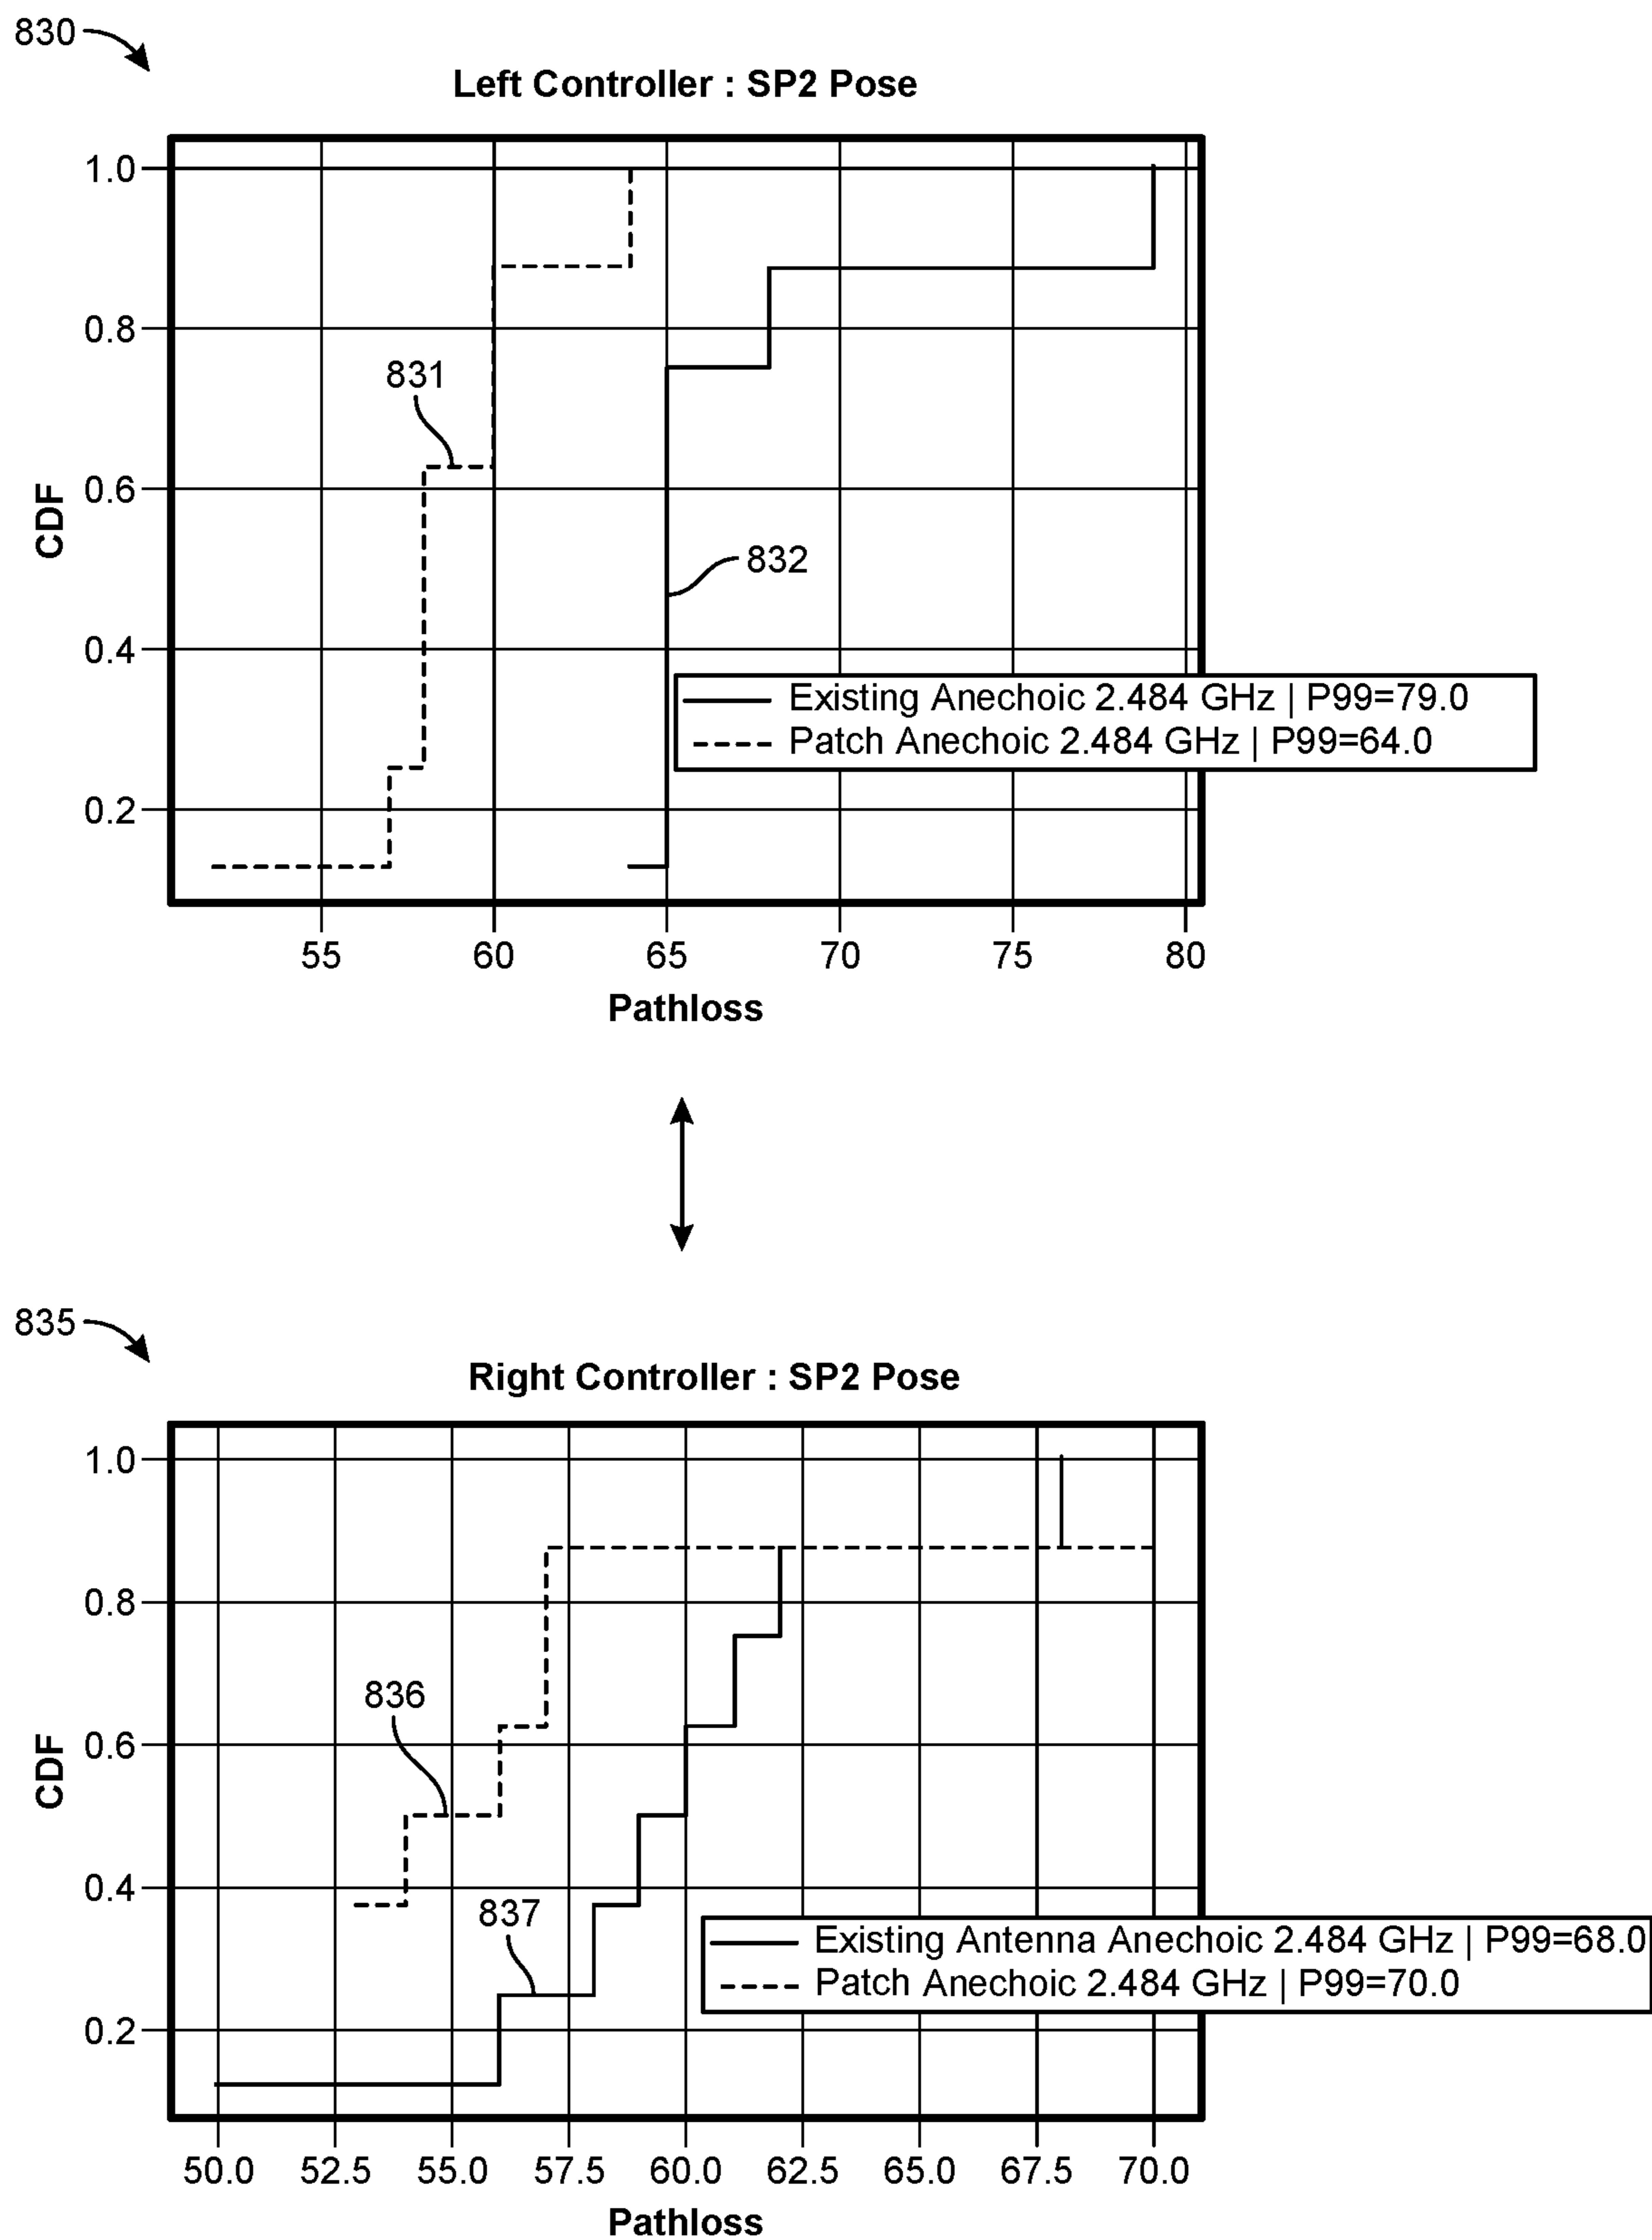 830
Left Controller : SP2 Pose
1.0
0.8
831
0.6
CDF
832
0.4
Existing Anechoic 2.484 GHz | P99=79.0
Patch Anechoic 2.484 GHz | P99=64.0
0.2
55 60 65 70 75 80
Pathloss
835
Right Controller : SP2 Pose
1.0
0.8
836
0.6
CDF
0.4
837
Existing Antenna Anechoic 2.484 GHz | P99=68.0
Patch Anechoic 2.484 GHz | P99=70.0
0.2
50.0 52.5 55.0 57.5 60.0 62.5 65.0 67.5 70.0
Pathloss